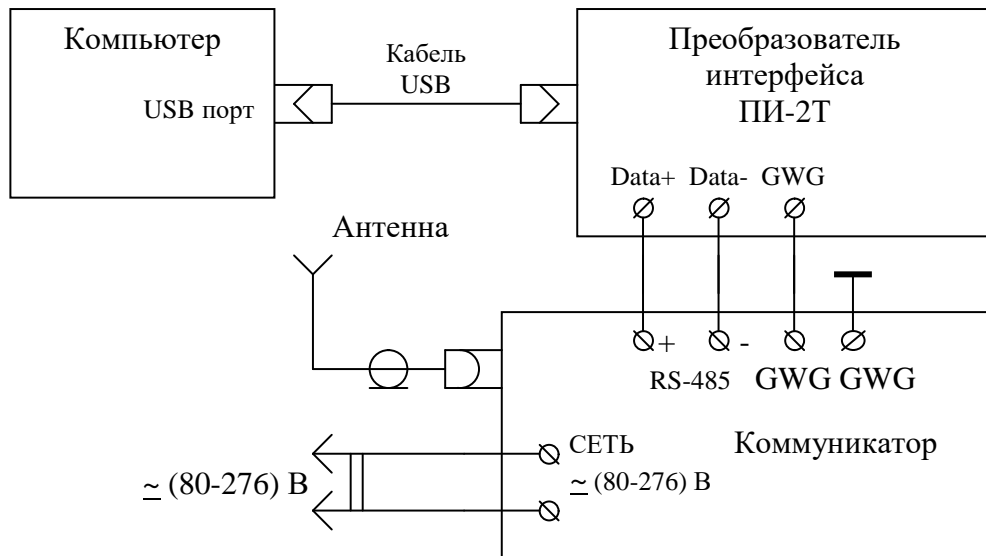 Компьютер
USB порт
Кабель
USB
Преобразователь
интерфейса
ПИ-2Т
Data+ Data- GWG
Антенна
+ -
RS-485 GWG GWG
Коммуникатор
СЕТЬ
~ (80-276) В
~ (80-276) В